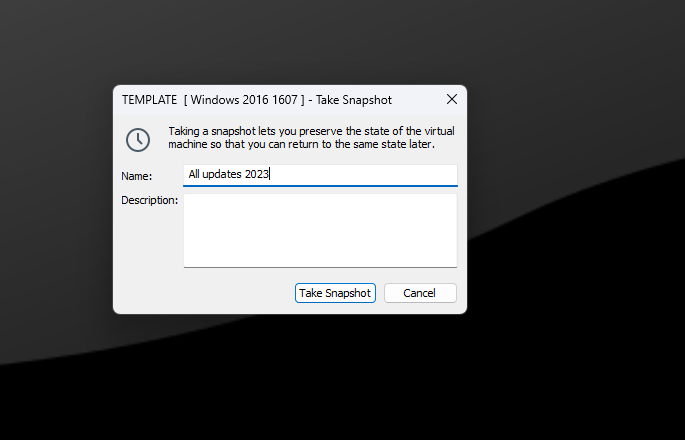 TEMPLATE [ Windows 2016 1607 ] - Take Snapshot
Taking a snapshot lets you preserve the state of the virtual
machine so that you can return to the same state later.
Name: All updates 2023
Description:
Take Snapshot Cancel